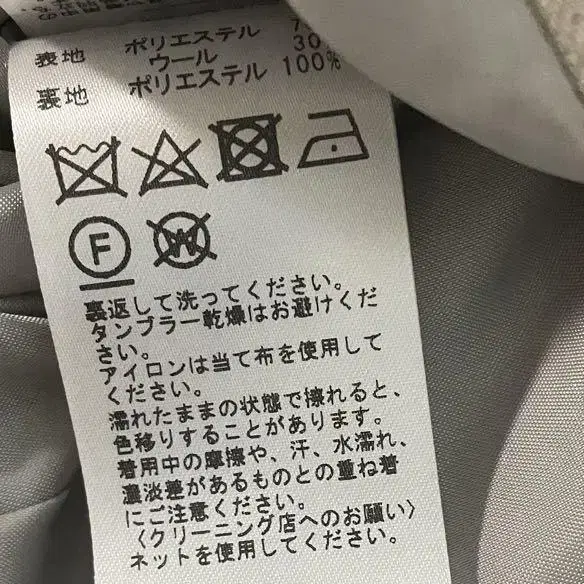 表地 ポリエステル 7
ウール 30
裏地 ポリエステル 100%
F
W
裏返して洗ってください。
タンブラー乾燥はお避けくだ
さい。
アイロンは当て布を使用して
ください。
濡れたままの状態で擦れると、
色移りすることがあります。
着用中の摩擦や、汗、水濡れ、
濃淡差があるものとの重ね着
にご注意ください。
〈クリーニング店へのお願い〉
ネットを使用してください。